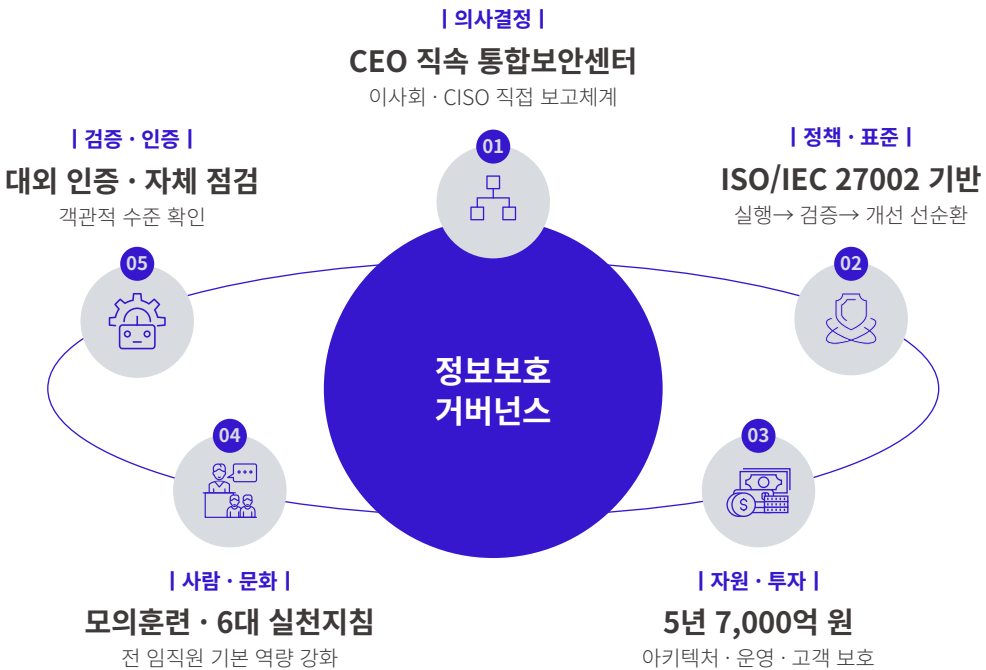 | 의사결정 |
CEO 직속 통합보안센터
이사회 · CISO 직접 보고체계
01
| 정책 · 표준 |
ISO/IEC 27002 기반
실행→ 검증→ 개선 선순환
02
| 자원 · 투자 |
5년 7,000억 원
아키텍처 · 운영 · 고객 보호
03
| 사람 · 문화 |
모의훈련 · 6대 실천지침
전 임직원 기본 역량 강화
04
| 검증 · 인증 |
대외 인증 · 자체 점검
객관적 수준 확인
05
정보보호
거버넌스
$